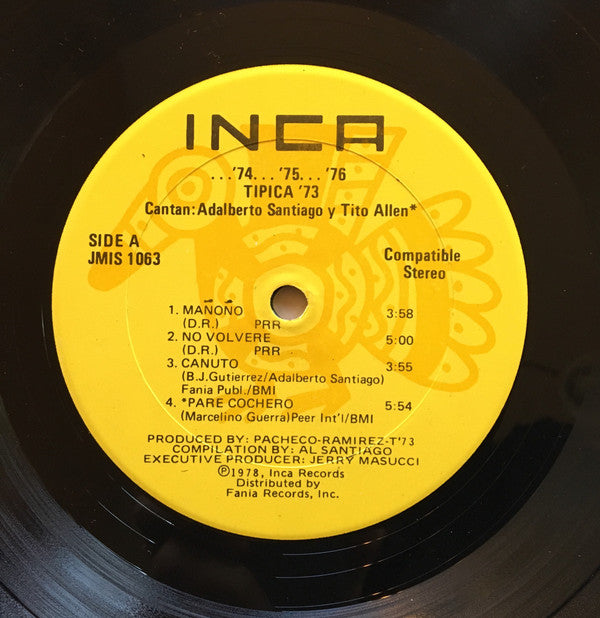 INCA
...'74...'75...'76
TIPICA '73
Cantan: Adalberto Santiago y Tito Allen*
SIDE A
JMIS 1063
Compatible
Stereo
1. MAÑOÑO 3:58
(D.R.) PRR
2. NO VOLVERE 5:00
(D.R.) PRR
3. CANUTO 3:55
(B.J. Gutierrez/Adalberto Santiago)
Fania Publ./BMI
4. *PARE COCHERO 5:54
(Marcelino Guerra) Peer Int'l/BMI
PRODUCED BY: PACHECO-RAMIREZ-T'73
COMPILATION BY: AL SANTIAGO
EXECUTIVE PRODUCER: JERRY MASUCCI
℗1978, Inca Records
Distributed by
Fania Records, Inc.